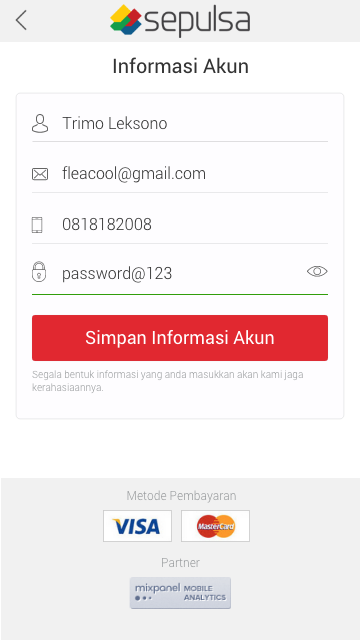 sepulsa
Informasi Akun
Trimo Leksono
fleacool@gmail.com
0818182008
password@123
Simpan Informasi Akun
Segala bentuk informasi yang anda masukkan akan kami jaga
kerahasiaannya.
Metode Pembayaran
VISA MasterCard
Partner
mixpanel MOBILE
ANALYTICS